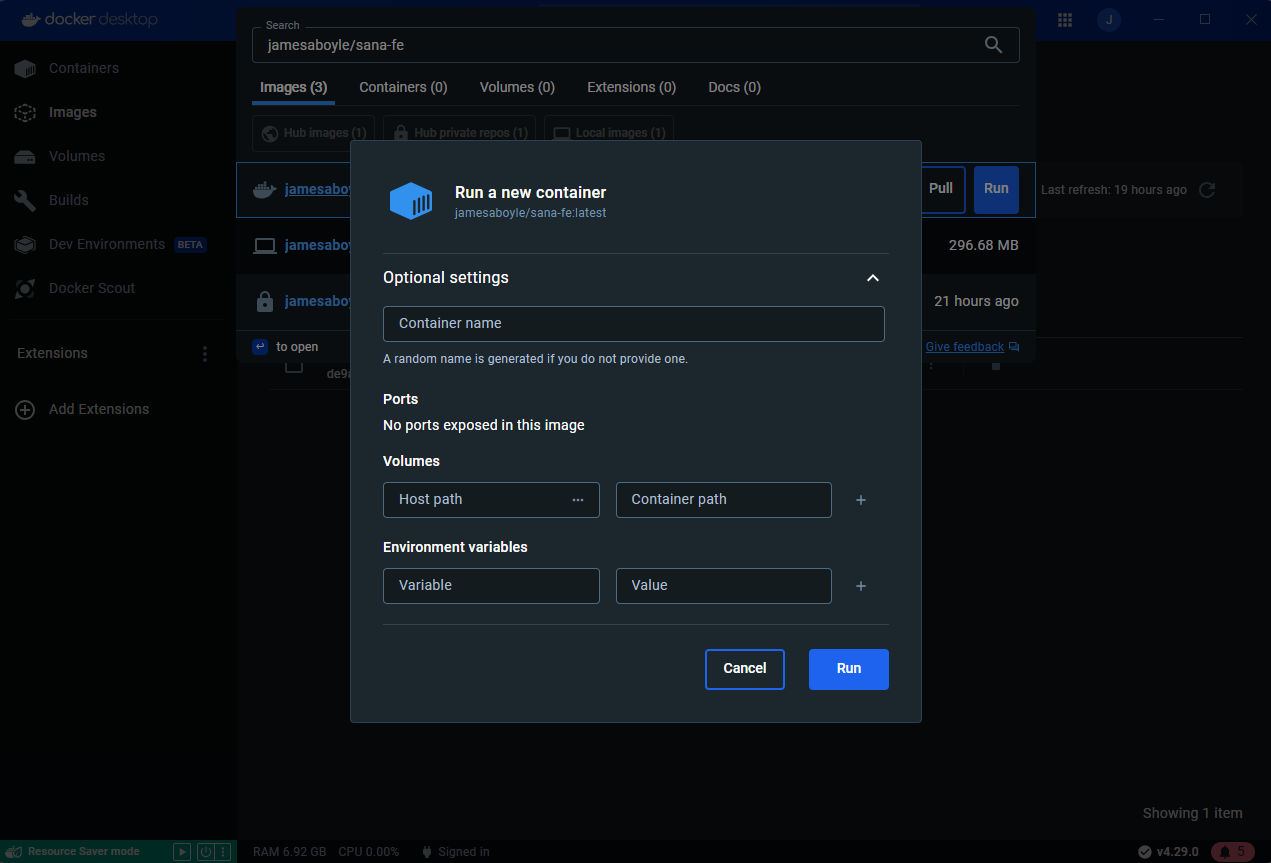 docker desktop
Search
jamesaboyle/sana-fe
J
Containers
Images
Volumes
Builds
Dev Environments BETA
Docker Scout
Extensions
Add Extensions
Images (3) Containers (0) Volumes (0) Extensions (0) Docs (0)
Hub images (1) Hub private repos (1) Local images (1)
jamesaboy
Pull Run
Last refresh: 19 hours ago
jamesaboy
296.68 MB
jamesaboy
21 hours ago
to open
Give feedback
de9a
Run a new container
jamesaboyle/sana-fe:latest
Optional settings
Container name
A random name is generated if you do not provide one.
Ports
No ports exposed in this image
Volumes
Host path ... Container path +
Environment variables
Variable Value +
Cancel Run
Showing 1 item
Resource Saver mode
RAM 6.92 GB CPU 0.00% Signed in
v4.29.0 5